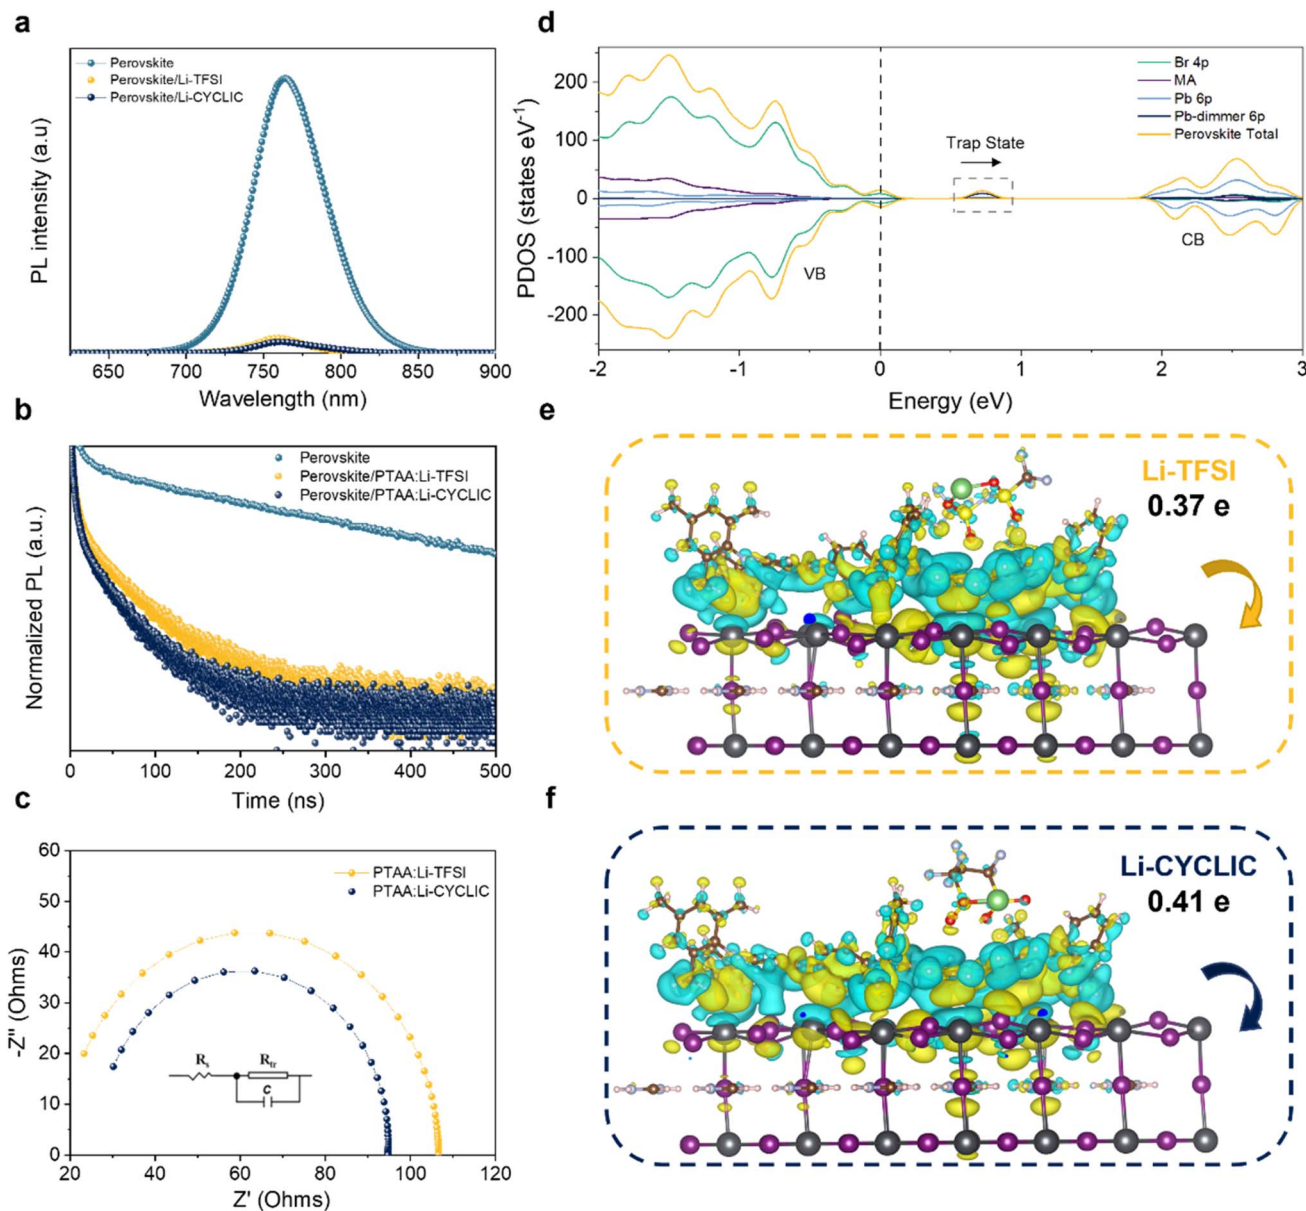 a
Perovskite
Perovskite/Li-TFSI
Perovskite/Li-CYCLIC
PL intensity (a.u)
650 700 750 800 850 900
Wavelength (nm)
b
Perovskite
Perovskite/PTAA:Li-TFSI
Perovskite/PTAA:Li-CYCLIC
Normalized PL (a.u.)
0 100 200 300 400 500
Time (ns)
c
PTAA:Li-TFSI
PTAA:Li-CYCLIC
-Z" (Ohms)
60
50
40
30
20
10
0
Rs
Rtr
C
20 40 60 80 100 120
Z' (Ohms)
d
Br 4p
MA
Pb 6p
Pb-dimmer 6p
Perovskite Total
PDOS (states eV-1)
200
100
0
-100
-200
Trap State
VB
CB
-2 -1 0 1 2 3
Energy (eV)
e
Li-TFSI
0.37 e
f
Li-CYCLIC
0.41 e